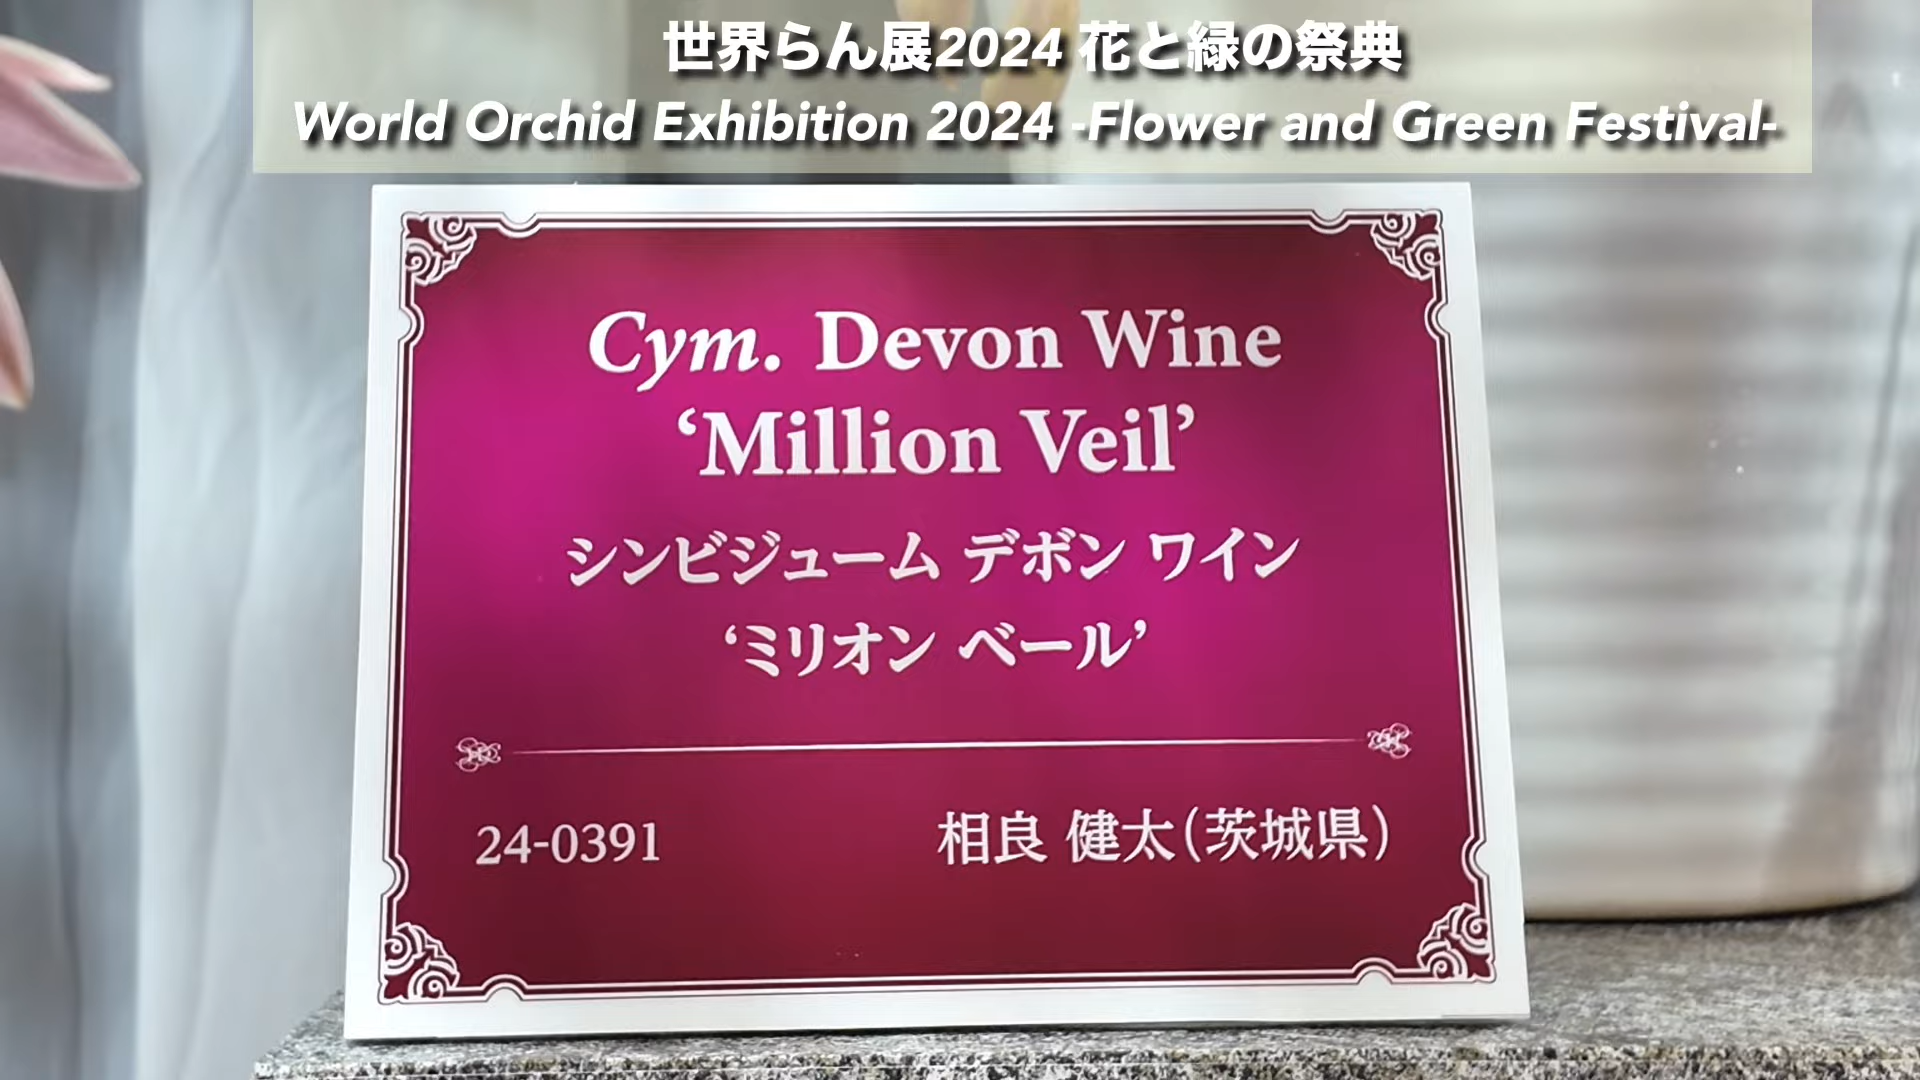 世界らん展2024 花と緑の祭典
World Orchid Exhibition 2024 -Flower and Green Festival-
Cym. Devon Wine
‘Million Veil’
シンビジューム デボン ワイン
‘ミリオン ベール’
24-0391
相良 健太（茨城県）